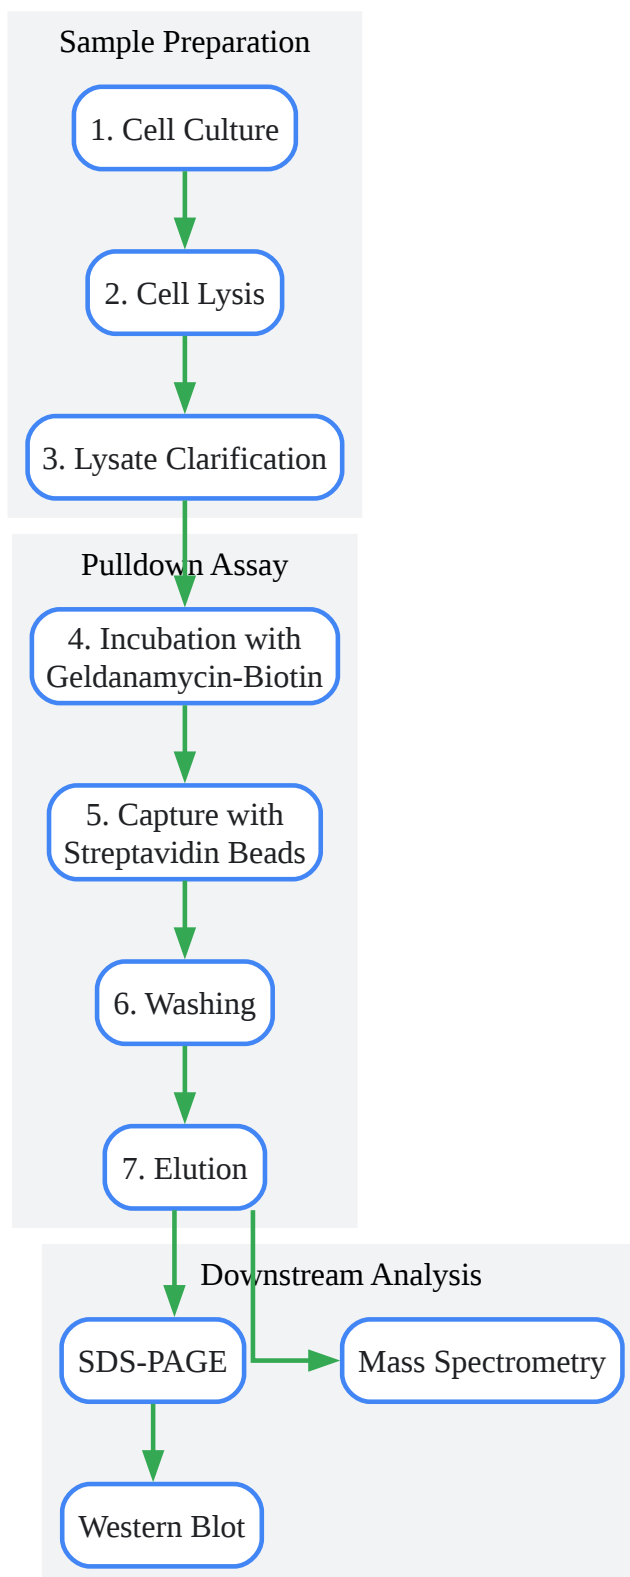 Sample Preparation
1. Cell Culture
2. Cell Lysis
3. Lysate Clarification
Pulldown Assay
4. Incubation with
Geldanamycin-Biotin
5. Capture with
Streptavidin Beads
6. Washing
7. Elution
Downstream Analysis
SDS-PAGE
Mass Spectrometry
Western Blot